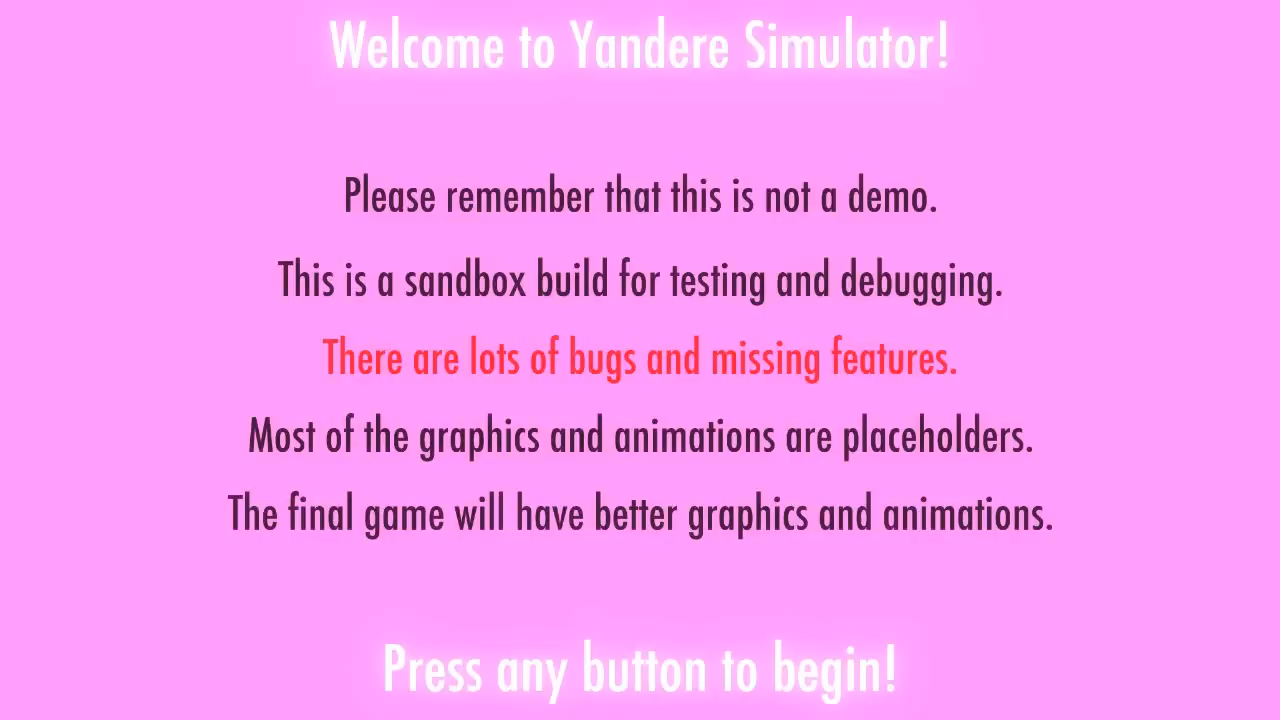 Welcome to Yandere Simulator!
Please remember that this is not a demo.
This is a sandbox build for testing and debugging.
There are lots of bugs and missing features.
Most of the graphics and animations are placeholders.
The final game will have better graphics and animations.
Press any button to begin!